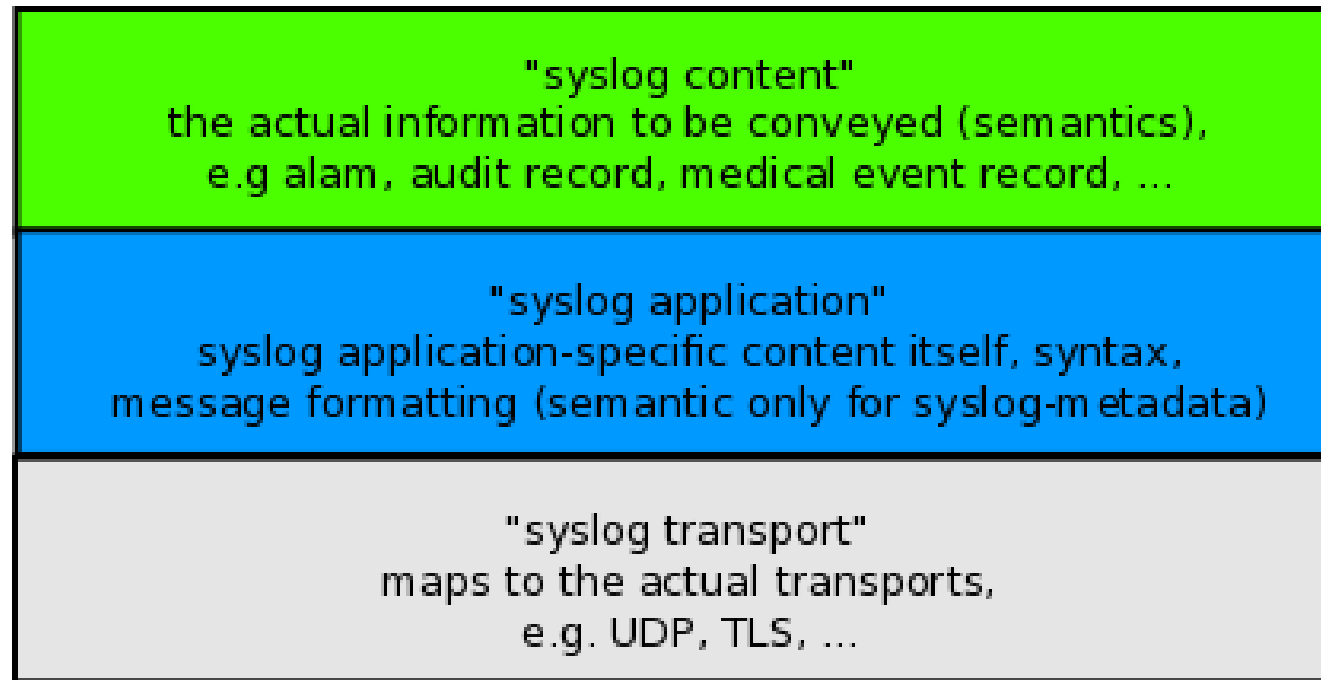 "syslog content"
the actual information to be conveyed (semantics),
e.g alam, audit record, medical event record, ...
"syslog application"
syslog application-specific content itself, syntax,
message formatting (semantic only for syslog-metadata)
"syslog transport"
maps to the actual transports,
e.g. UDP, TLS, ...